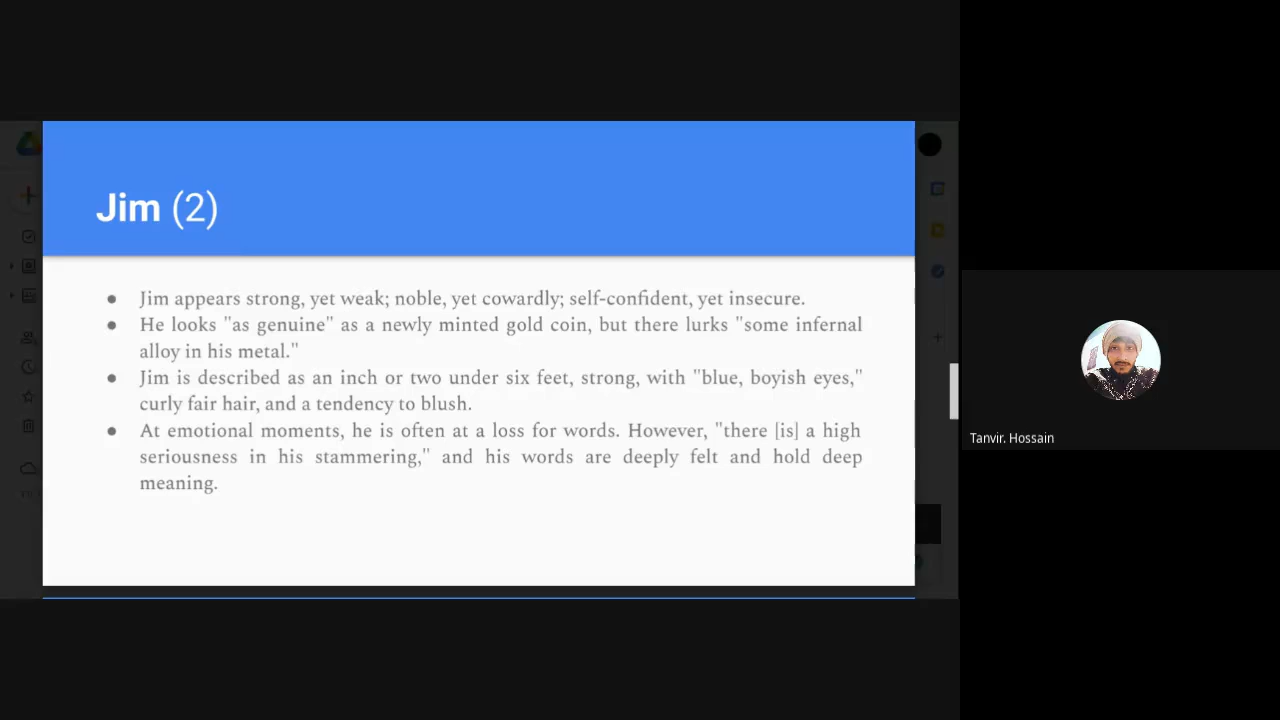 Jim (2)
● Jim appears strong, yet weak; noble, yet cowardly; self-confident, yet insecure.
● He looks "as genuine" as a newly minted gold coin, but there lurks "some infernal
alloy in his metal."
● Jim is described as an inch or two under six feet, strong, with "blue, boyish eyes,"
curly fair hair, and a tendency to blush.
● At emotional moments, he is often at a loss for words. However, "there [is] a high
seriousness in his stammering," and his words are deeply felt and hold deep
meaning.
Tanvir. Hossain